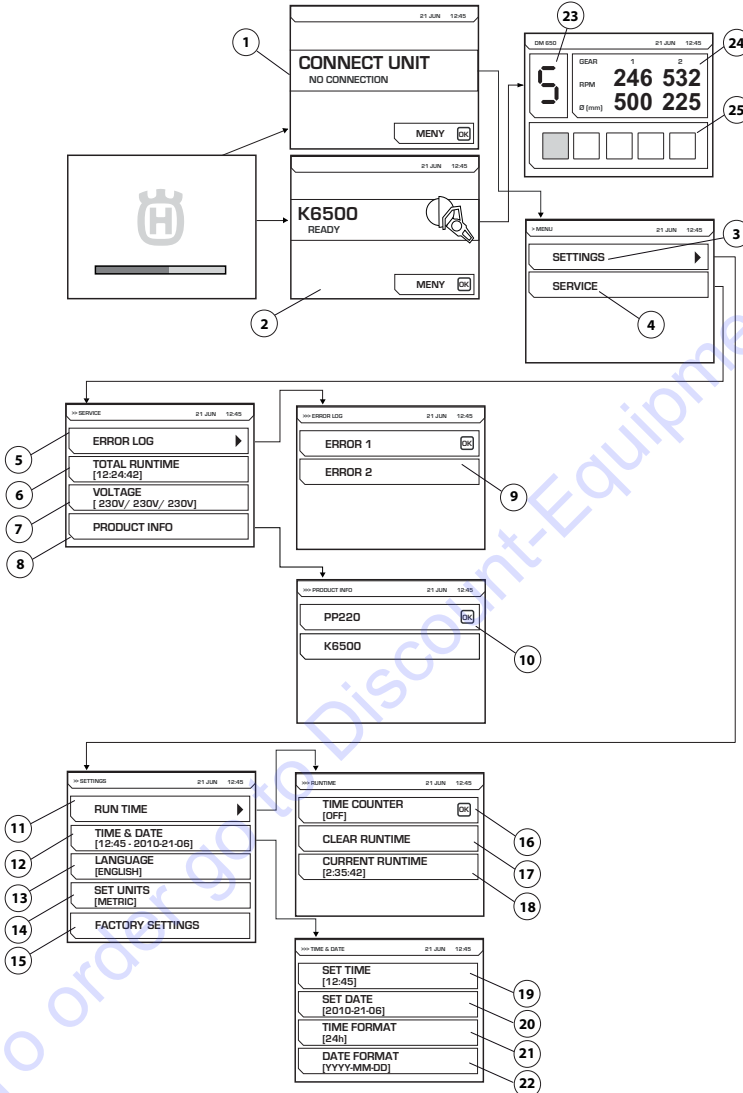 21 JUN 12:45
1
CONNECT UNIT
NO CONNECTION
MENY OK
23
DM 650 21 JUN 12:45
24
GEAR 1 2
RPM 246 532
Ø (mm) 500 225
5
25
H
21 JUN 12:45
K6500
READY
MENY OK
2
> MENU 21 JUN 12:45
SETTINGS
3
SERVICE
4
>> SERVICE 21 JUN 12:45
5 ERROR LOG
6 TOTAL RUNTIME
[12:24:42]
7 VOLTAGE
[ 230V/ 230V/ 230V]
8 PRODUCT INFO
>>> ERROR LOG 21 JUN 12:45
ERROR 1 OK
ERROR 2
9
>>> PRODUCT INFO 21 JUN 12:45
PP220 OK
10
K6500
>> SETTINGS 21 JUN 12:45
11 RUN TIME
12 TIME & DATE
[12:45 - 2010-21-06]
13 LANGUAGE
[ENGLISH]
14 SET UNITS
[METRIC]
15 FACTORY SETTINGS
>>> RUNTIME 21 JUN 12:45
TIME COUNTER OK
[OFF]
16
CLEAR RUNTIME
17
CURRENT RUNTIME
[2:35:42]
18
>>> TIME & DATE 21 JUN 12:45
SET TIME
[12:45]
19
SET DATE
[2010-21-06]
20
TIME FORMAT
[24h]
21
DATE FORMAT
[YYYY-MM-DD]
22
To order go to Discount-Equipme